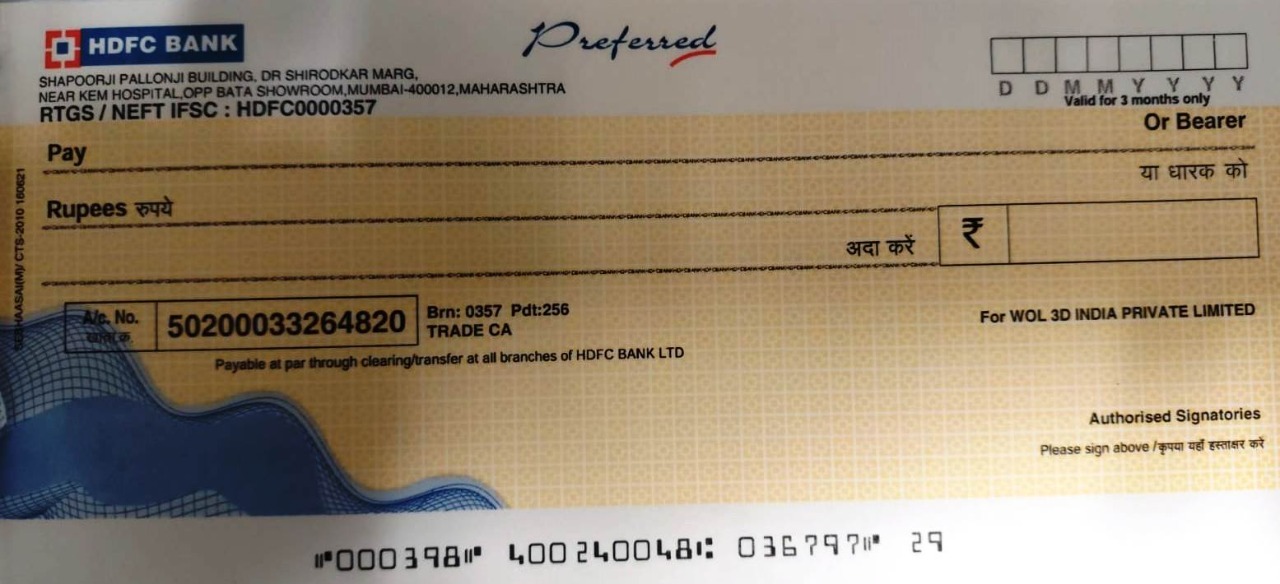 HDFC BANK
Preferred
SHAPOORJI PALLONJI BUILDING, DR SHIRODKAR MARG,
NEAR KEM HOSPITAL,OPP BATA SHOWROOM,MUMBAI-400012,MAHARASHTRA
RTGS / NEFT IFSC : HDFC0000357
D D M M Y Y Y Y
Valid for 3 months only
Pay
Or Bearer
या धारक को
Rupees रुपये
अदा करें ₹
CTS-2010 160621
A/c. No. 50200033264820
Brn: 0357 Pdt:256
TRADE CA
For WOL 3D INDIA PRIVATE LIMITED
Payable at par through clearing/transfer at all branches of HDFC BANK LTD
Authorised Signatories
Please sign above /कृपया यहाँ हस्ताक्षर करें
⑈000398⑈ 400240048⑆ 036797⑈ 29